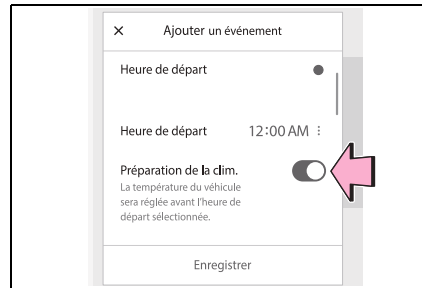 × Ajouter un événement
Heure de départ
Heure de départ 12:00 AM
Préparation de la clim.
La température du véhicule
sera réglée avant l'heure de
départ sélectionnée.
Enregistrer